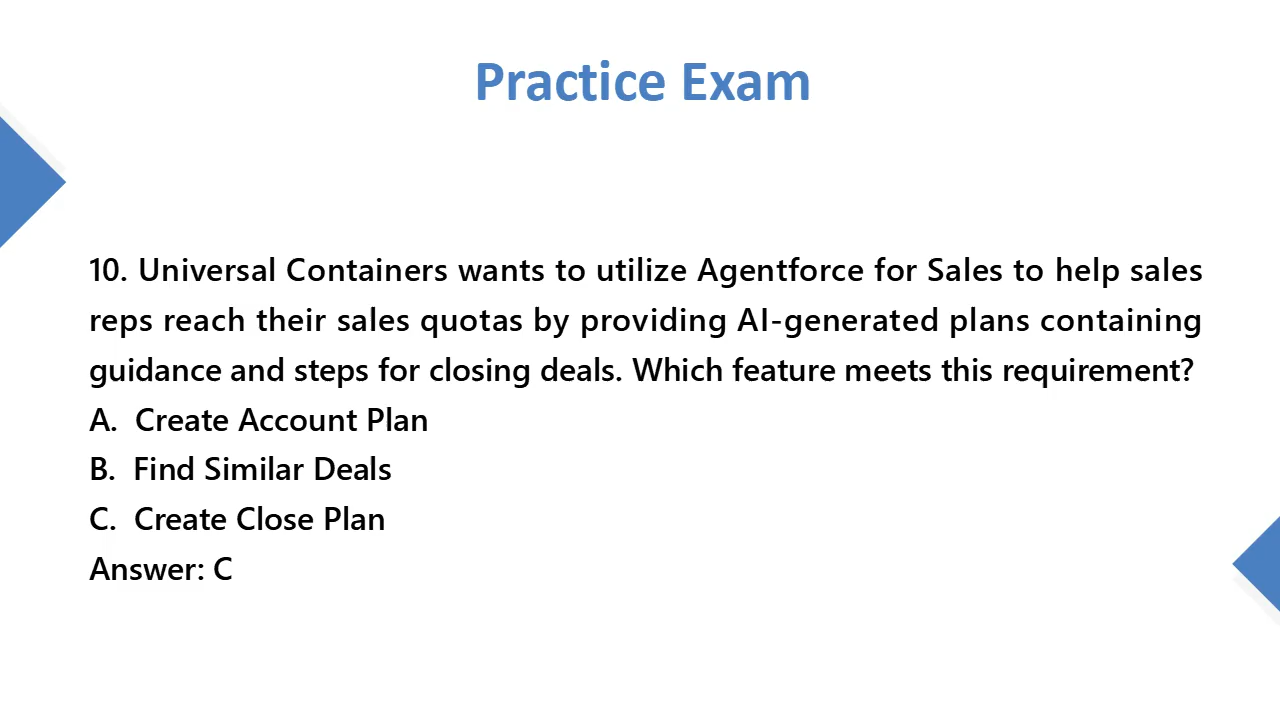 Practice Exam
10. Universal Containers wants to utilize Agentforce for Sales to help sales
reps reach their sales quotas by providing AI-generated plans containing
guidance and steps for closing deals. Which feature meets this requirement?
A. Create Account Plan
B. Find Similar Deals
C. Create Close Plan
Answer: C